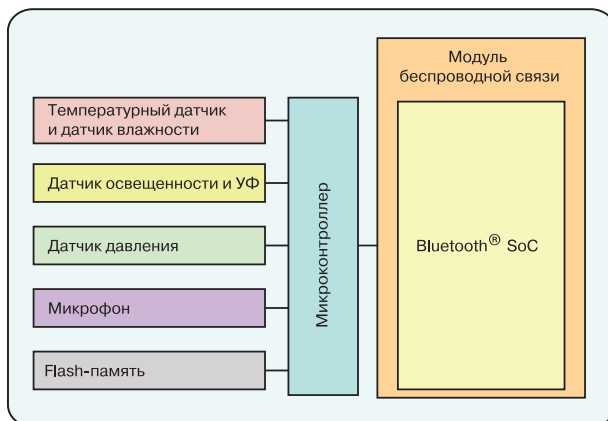 Модуль
беспроводной связи
Температурный датчик
и датчик влажности
Датчик освещенности и УФ
Датчик давления
Микрофон
Flash-память
Микроконтроллер
Bluetooth® SoC